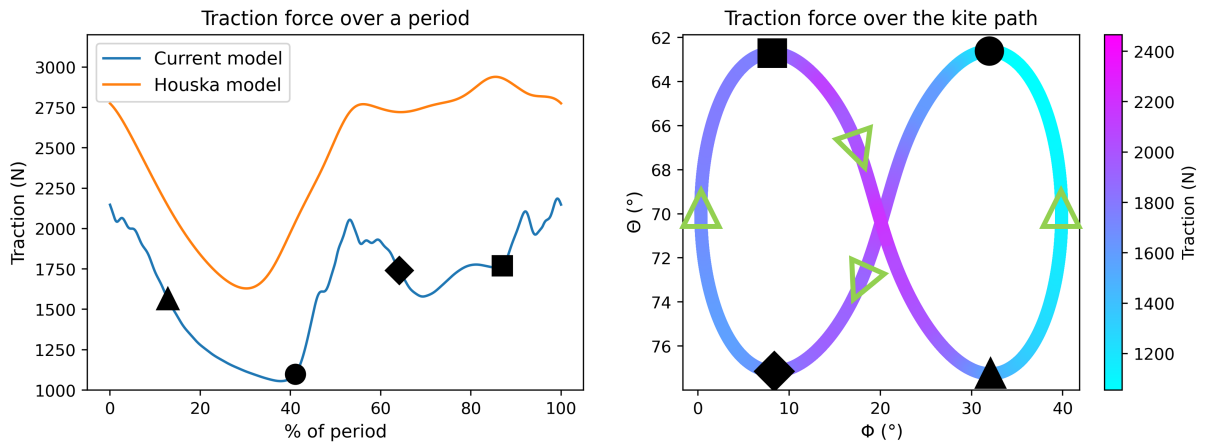 Traction force over a period
Traction (N)
3000
2750
2500
2250
2000
1750
1500
1250
1000
Current model
Houska model
0 20 40 60 80 100
% of period
Traction force over the kite path
Θ (°)
62
64
66
68
70
72
74
76
0 10 20 30 40
Φ (°)
2400
2200
2000
1800
1600
1400
1200
Traction (N)